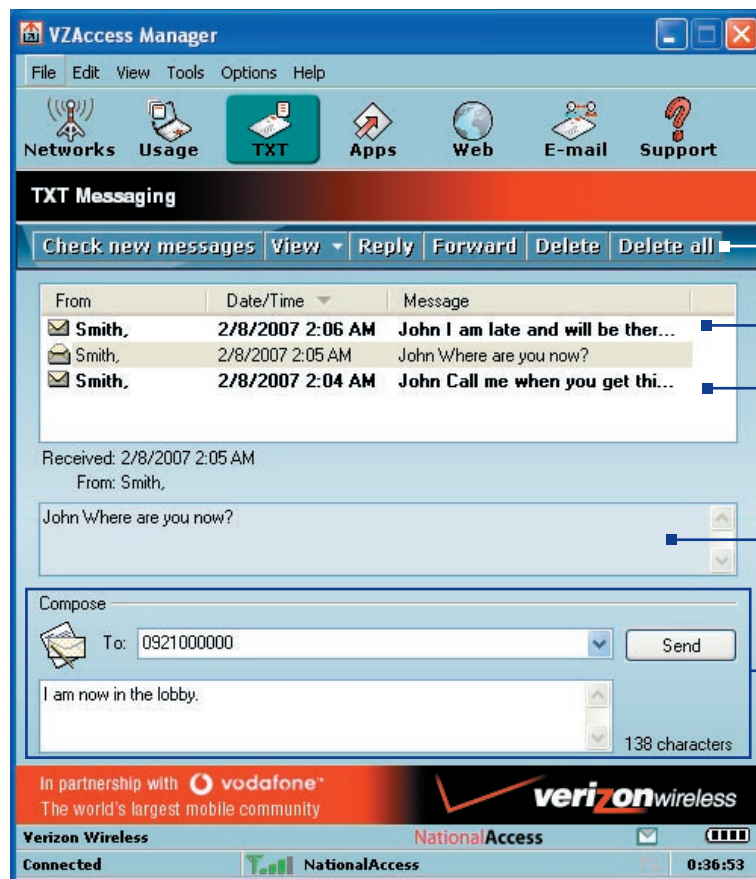 VZAccess Manager
File Edit View Tools Options Help
Networks Usage TXT Apps Web E-mail Support
TXT Messaging
Check new messages View Reply Forward Delete Delete all
From Date/Time Message
Smith, 2/8/2007 2:06 AM John I am late and will be ther...
Smith, 2/8/2007 2:05 AM John Where are you now?
Smith, 2/8/2007 2:04 AM John Call me when you get thi...
Received: 2/8/2007 2:05 AM
From: Smith,
John Where are you now?
Compose
To: 0921000000 Send
I am now in the lobby.
138 characters
In partnership with vodafone™
The world's largest mobile community
verizonwireless
Verizon Wireless NationalAccess
Connected NationalAccess 0:36:53